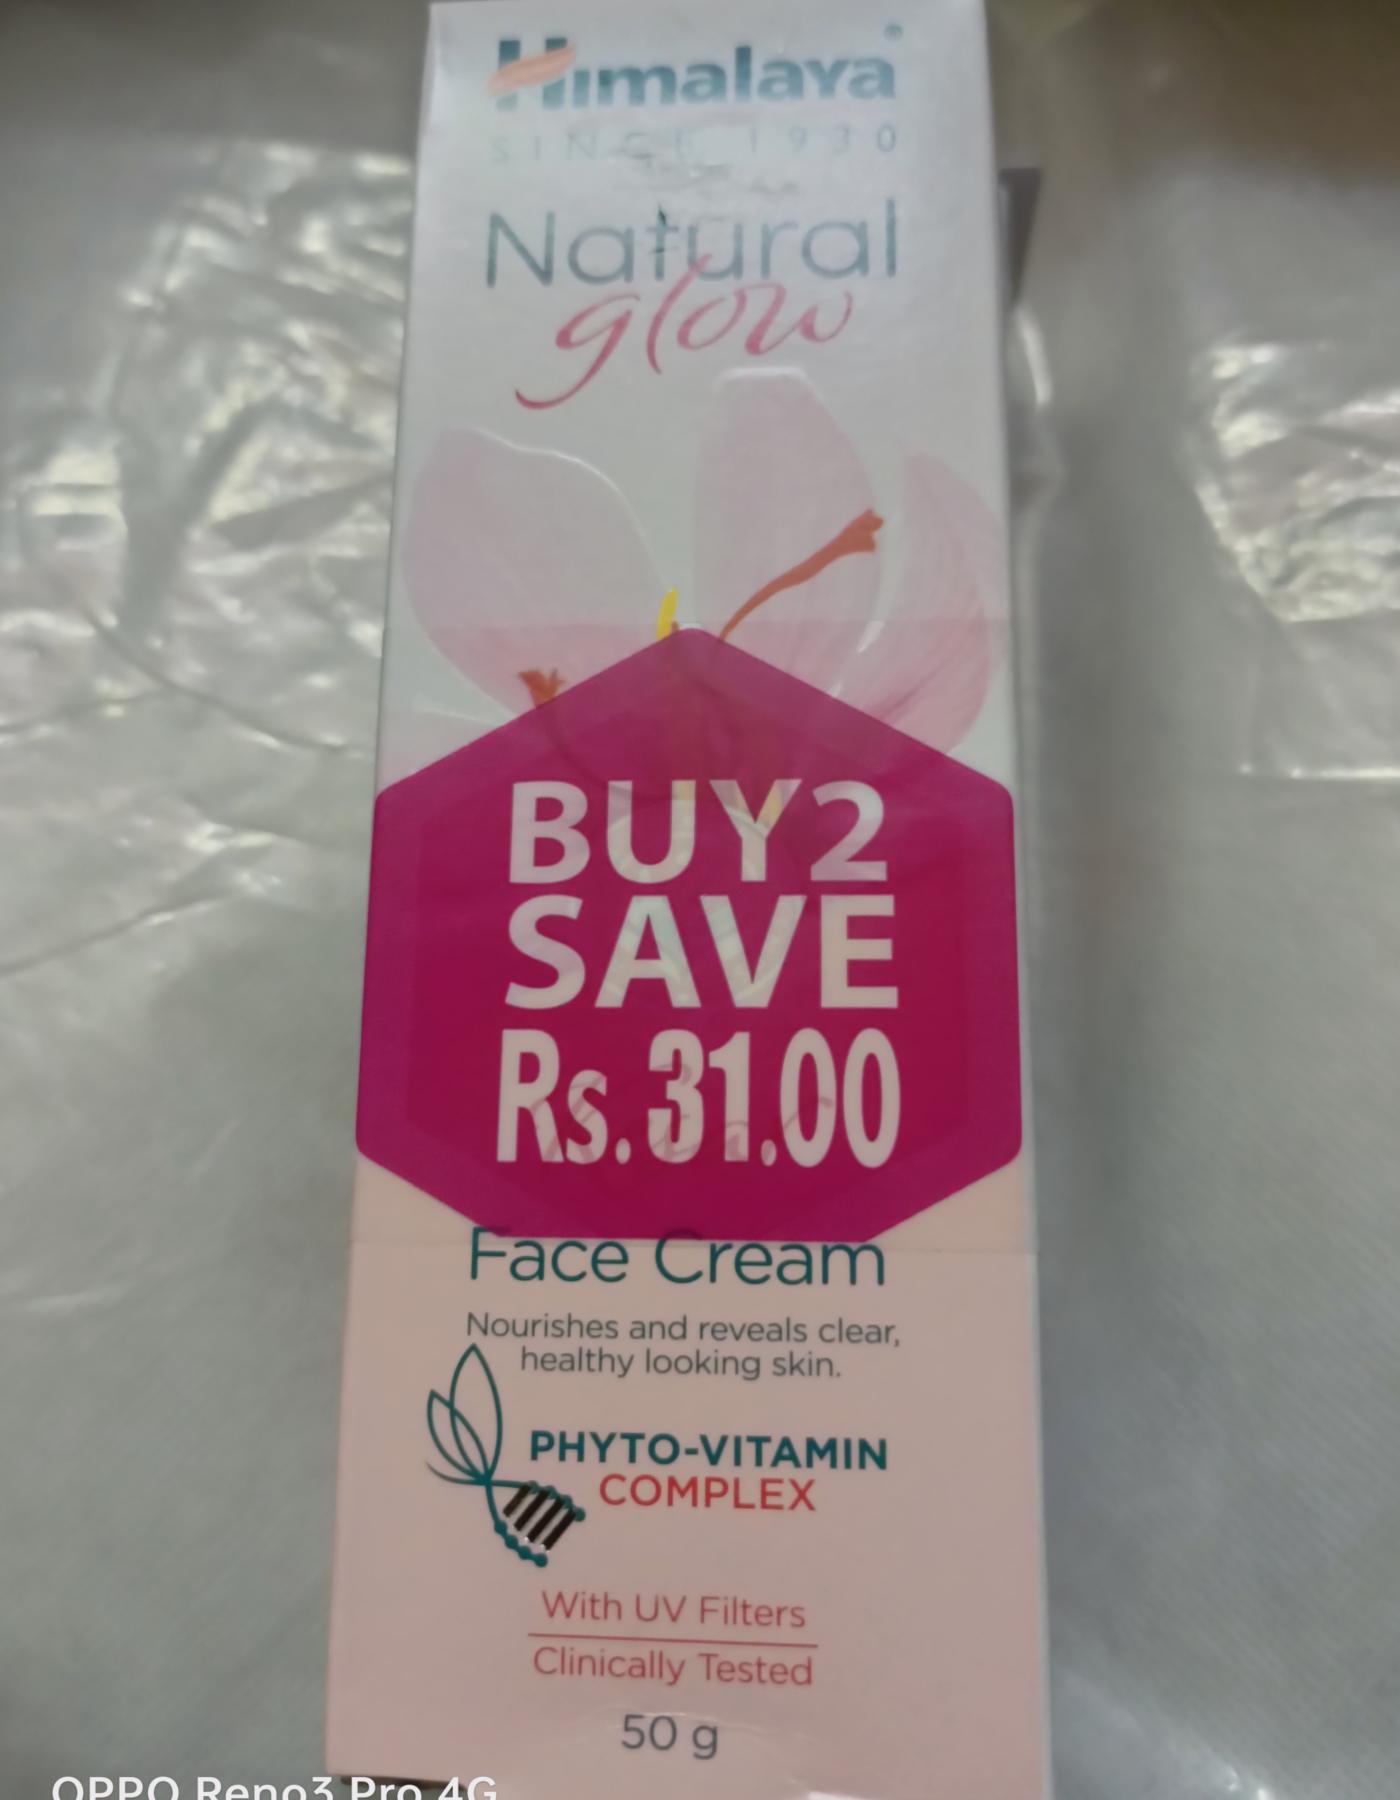 Himalaya
SINCE 1930
Natural
glow
BUY2
SAVE
Rs. 31.00
Face Cream
Nourishes and reveals clear,
healthy looking skin.
PHYTO-VITAMIN
COMPLEX
With UV Filters
Clinically Tested
50 g
OPPO Reno3 Pro 4G